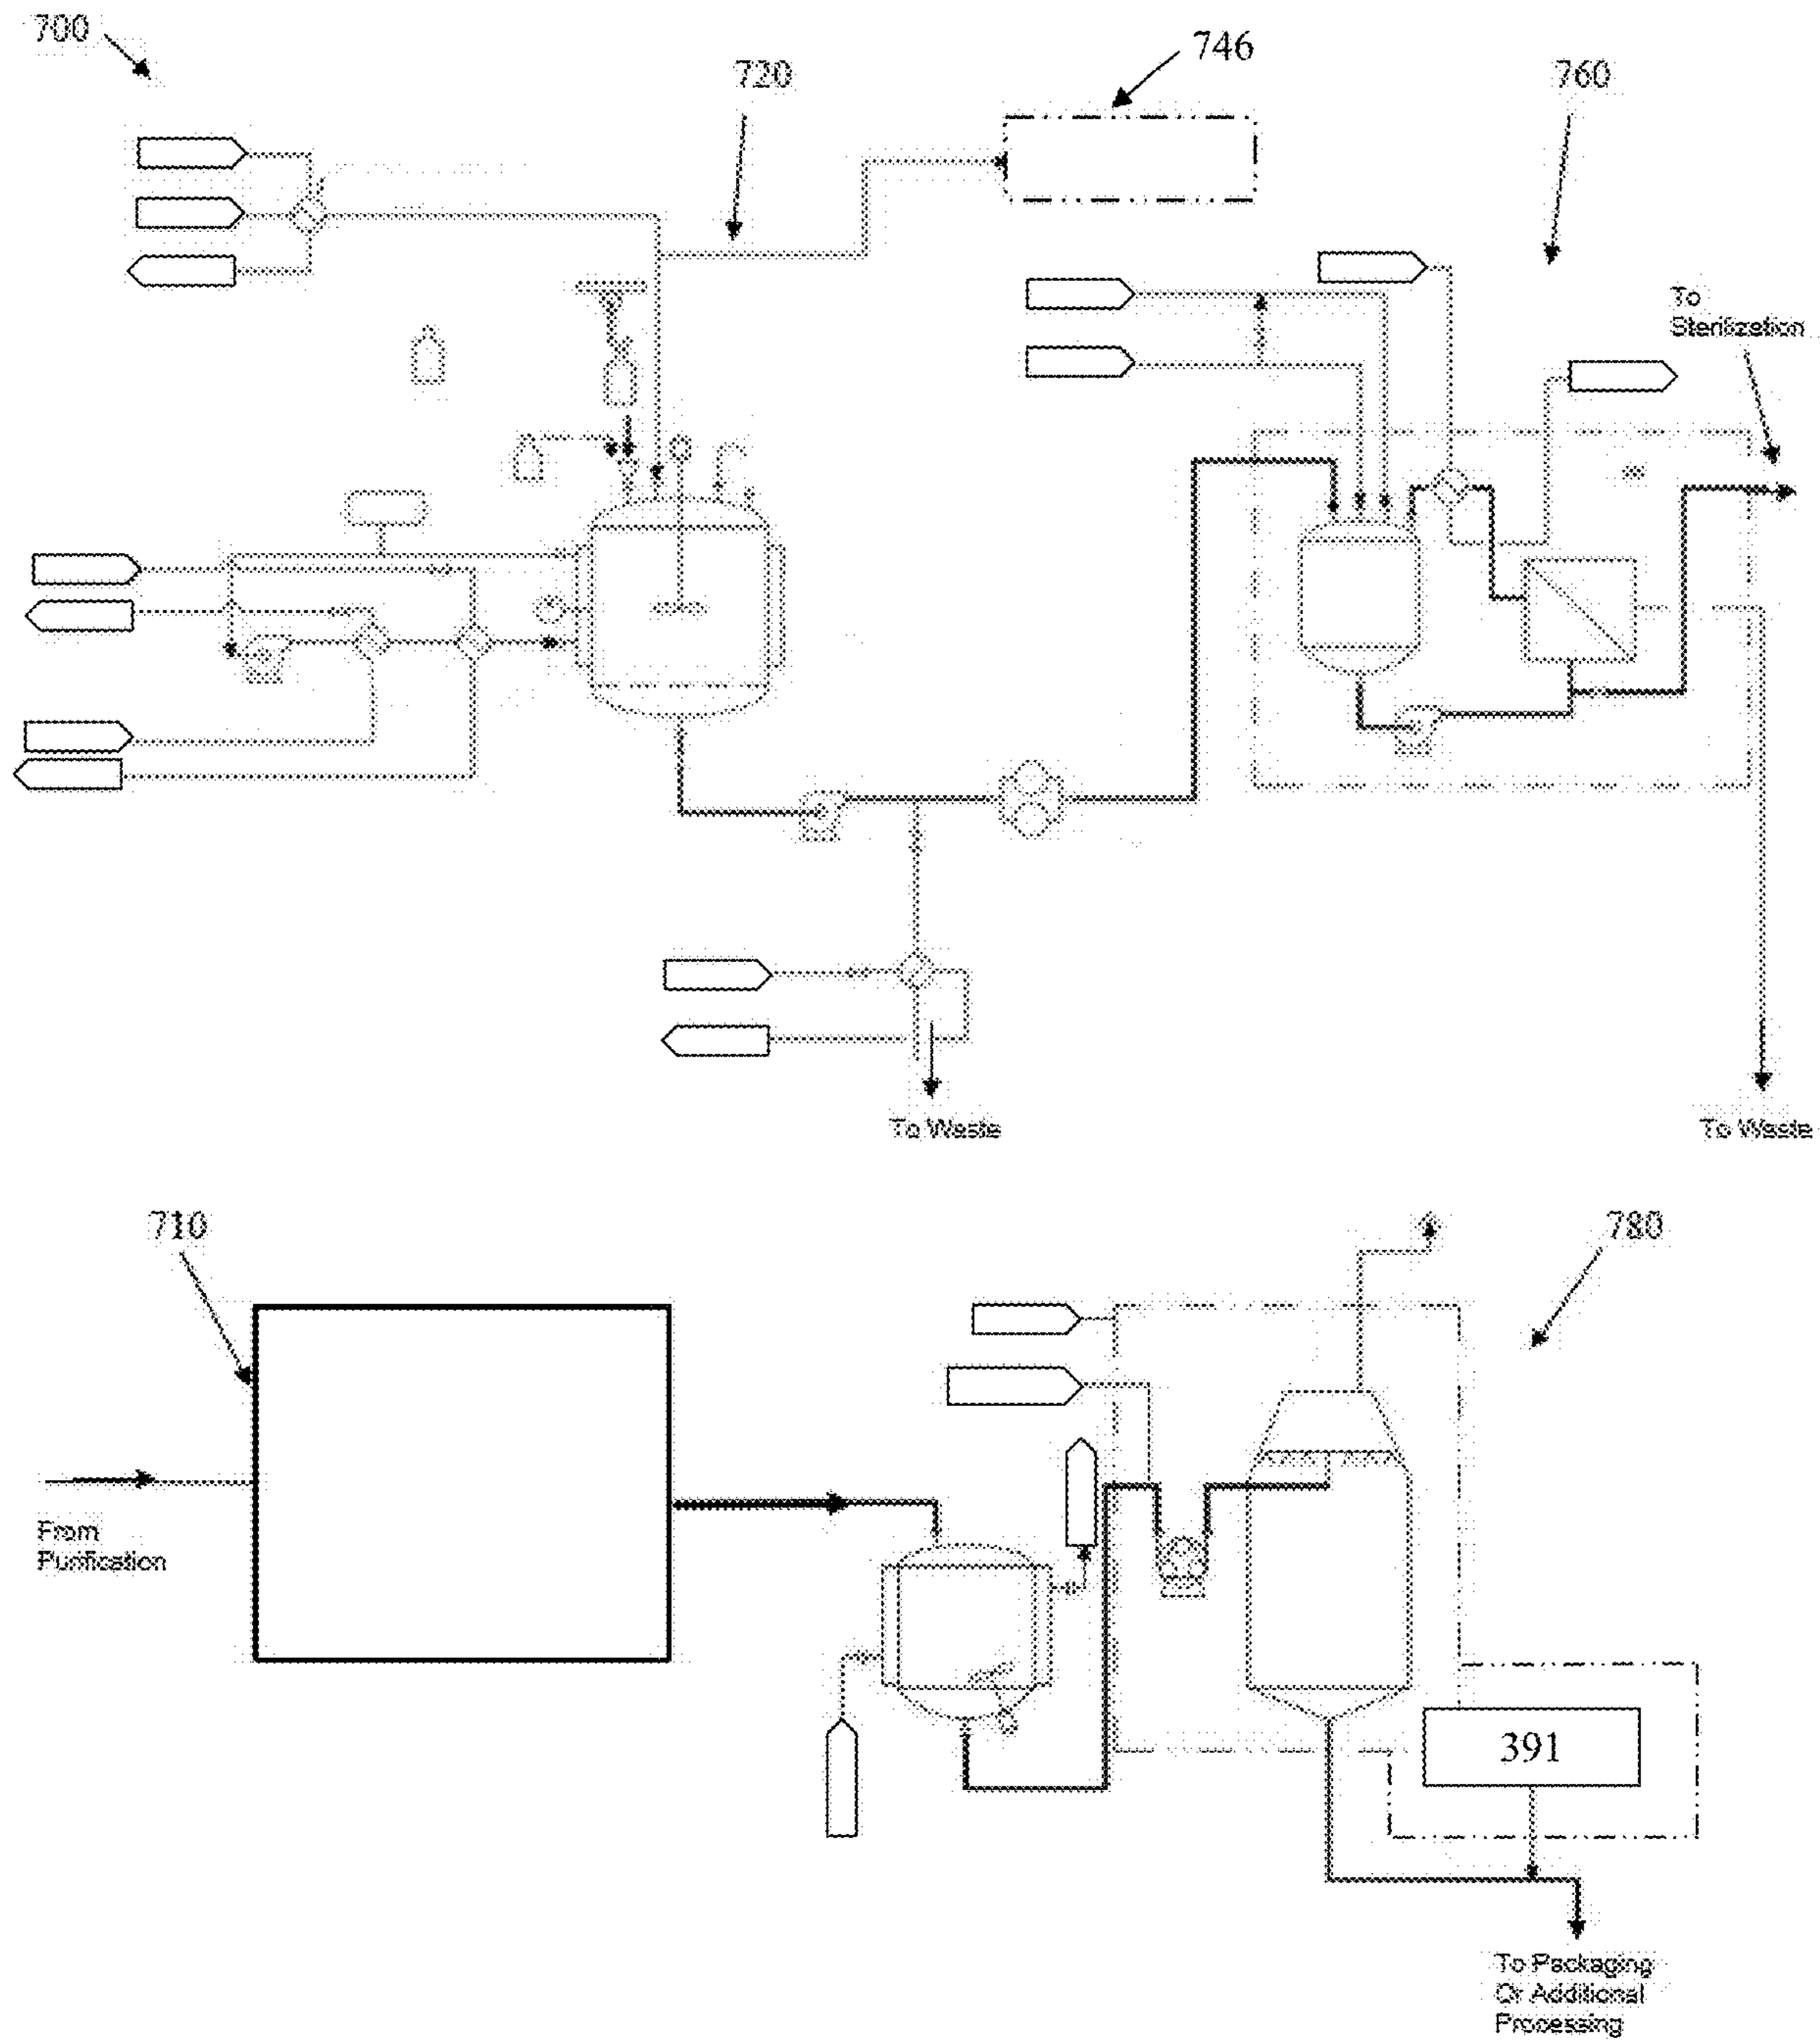 700
720
746
760
To
Sterilization
To Waste
To Waste
710
780
From
Purification
391
To Packaging
Or Additional
Processing